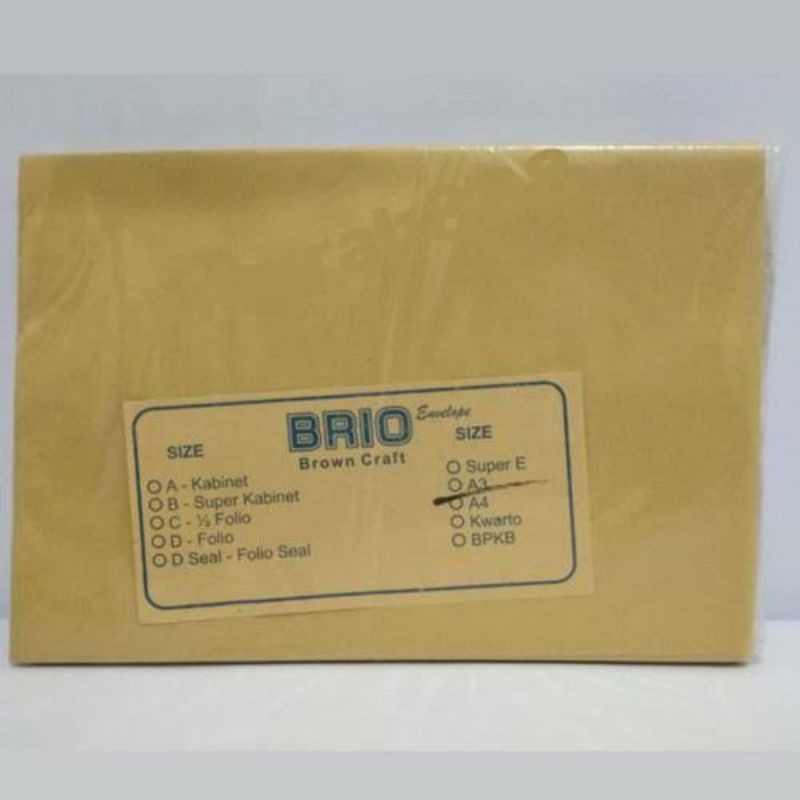 BRIO Envelope
Brown Craft
SIZE
A - Kabinet
B - Super Kabinet
C - ½ Folio
D - Folio
D Seal - Folio Seal
SIZE
Super E
A3
A4
Kwarto
BPKB